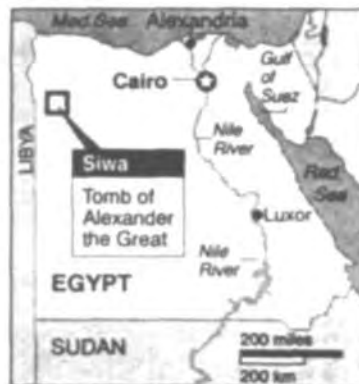 Med. Sea
Alexandria
Cairo
Gulf
of
Suez
LIBYA
Siwa
Tomb of
Alexander
the Great
Nile
River
Red
Sea
Luxor
Nile
River
EGYPT
SUDAN
200 miles
200 km